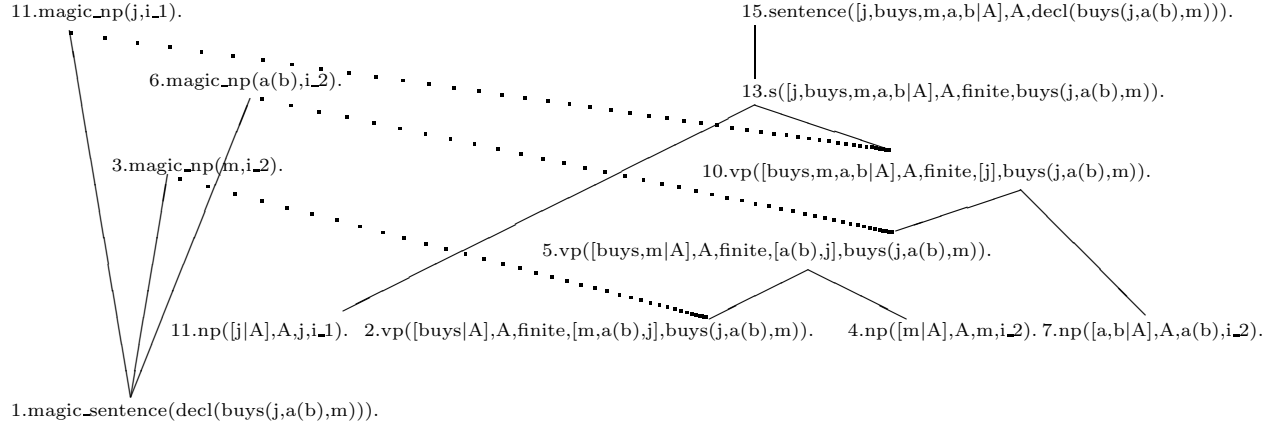 11.magic_np(j,i_1).
15.sentence([j,buys,m,a,b|A],A,decl(buys(j,a(b),m))).
6.magic_np(a(b),i_2).
13.s([j,buys,m,a,b|A],A,finite,buys(j,a(b),m)).
3.magic_np(m,i_2).
10.vp([buys,m,a,b|A],A,finite,[j],buys(j,a(b),m)).
5.vp([buys,m|A],A,finite,[a(b),j],buys(j,a(b),m)).
11.np([j|A],A,j,i_1). 2.vp([buys|A],A,finite,[m,a(b),j],buys(j,a(b),m)). 4.np([m|A],A,m,i_2). 7.np([a,b|A],A,a(b),i_2).
1.magic_sentence(decl(buys(j,a(b),m))).